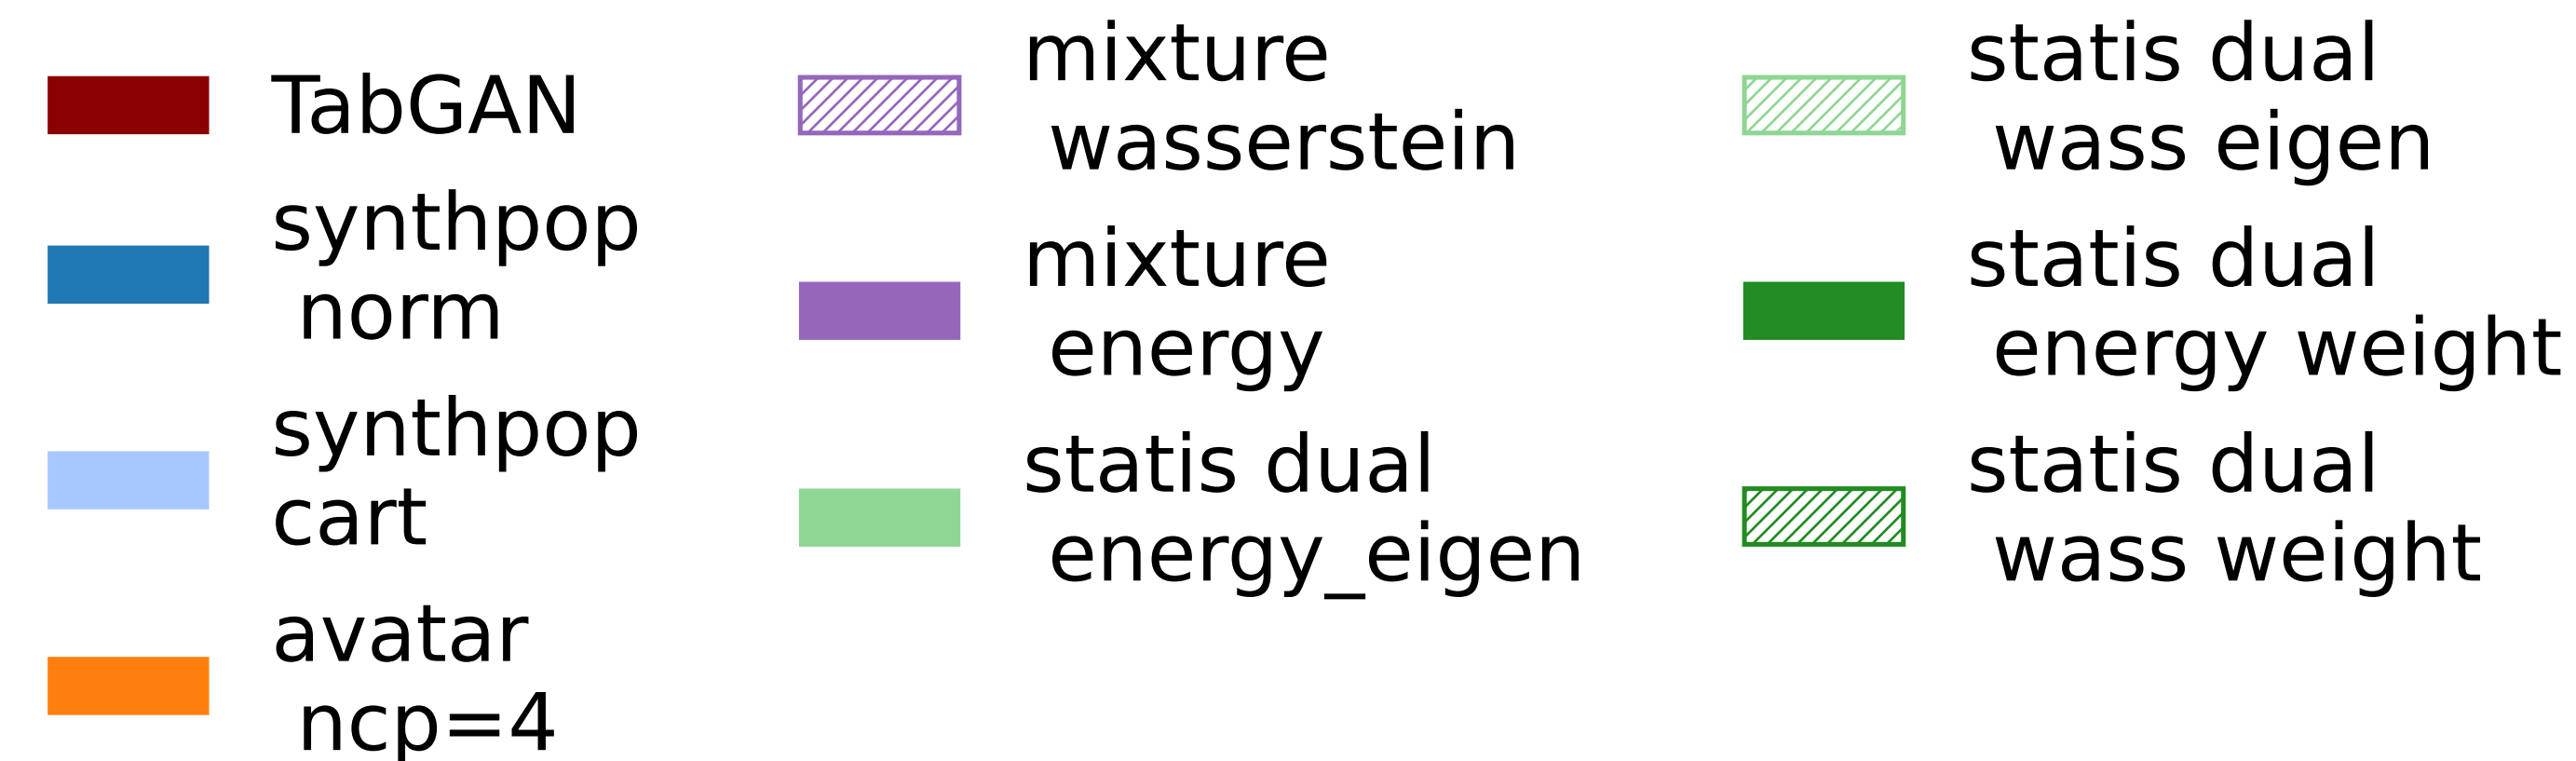 TabGAN
synthpop
norm
synthpop
cart
avatar
ncp=4
mixture
wasserstein
mixture
energy
statis dual
energy_eigen
statis dual
wass eigen
statis dual
energy weight
statis dual
wass weight